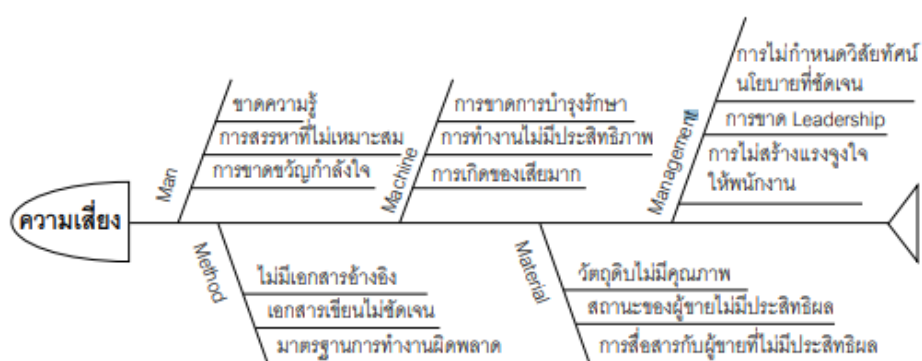 ความเสี่ยง
Man
ขาดความรู้
การสรรหาที่ไม่เหมาะสม
การขาดขวัญกำลังใจ
Machine
การขาดการบำรุงรักษา
การทำงานไม่มีประสิทธิภาพ
การเกิดของเสียมาก
Management
การไม่กำหนดวิสัยทัศน์
นโยบายที่ชัดเจน
การขาด Leadership
การไม่สร้างแรงจูงใจ
ให้พนักงาน
Method
ไม่มีเอกสารอ้างอิง
เอกสารเขียนไม่ชัดเจน
มาตรฐานการทำงานผิดพลาด
Material
วัตถุดิบไม่มีคุณภาพ
สถานะของผู้ขายไม่มีประสิทธิผล
การสื่อสารกับผู้ขายที่ไม่มีประสิทธิผล